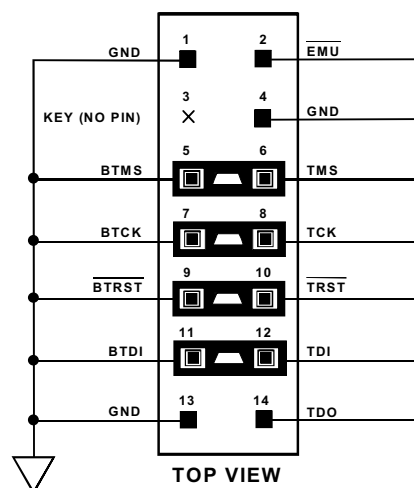 1 2
GND EMU
3 4
KEY (NO PIN) GND
5 6
BTMS TMS
7 8
BTCK TCK
9 10
BTRST TRST
11 12
BTDI TDI
13 14
GND TDO
TOP VIEW